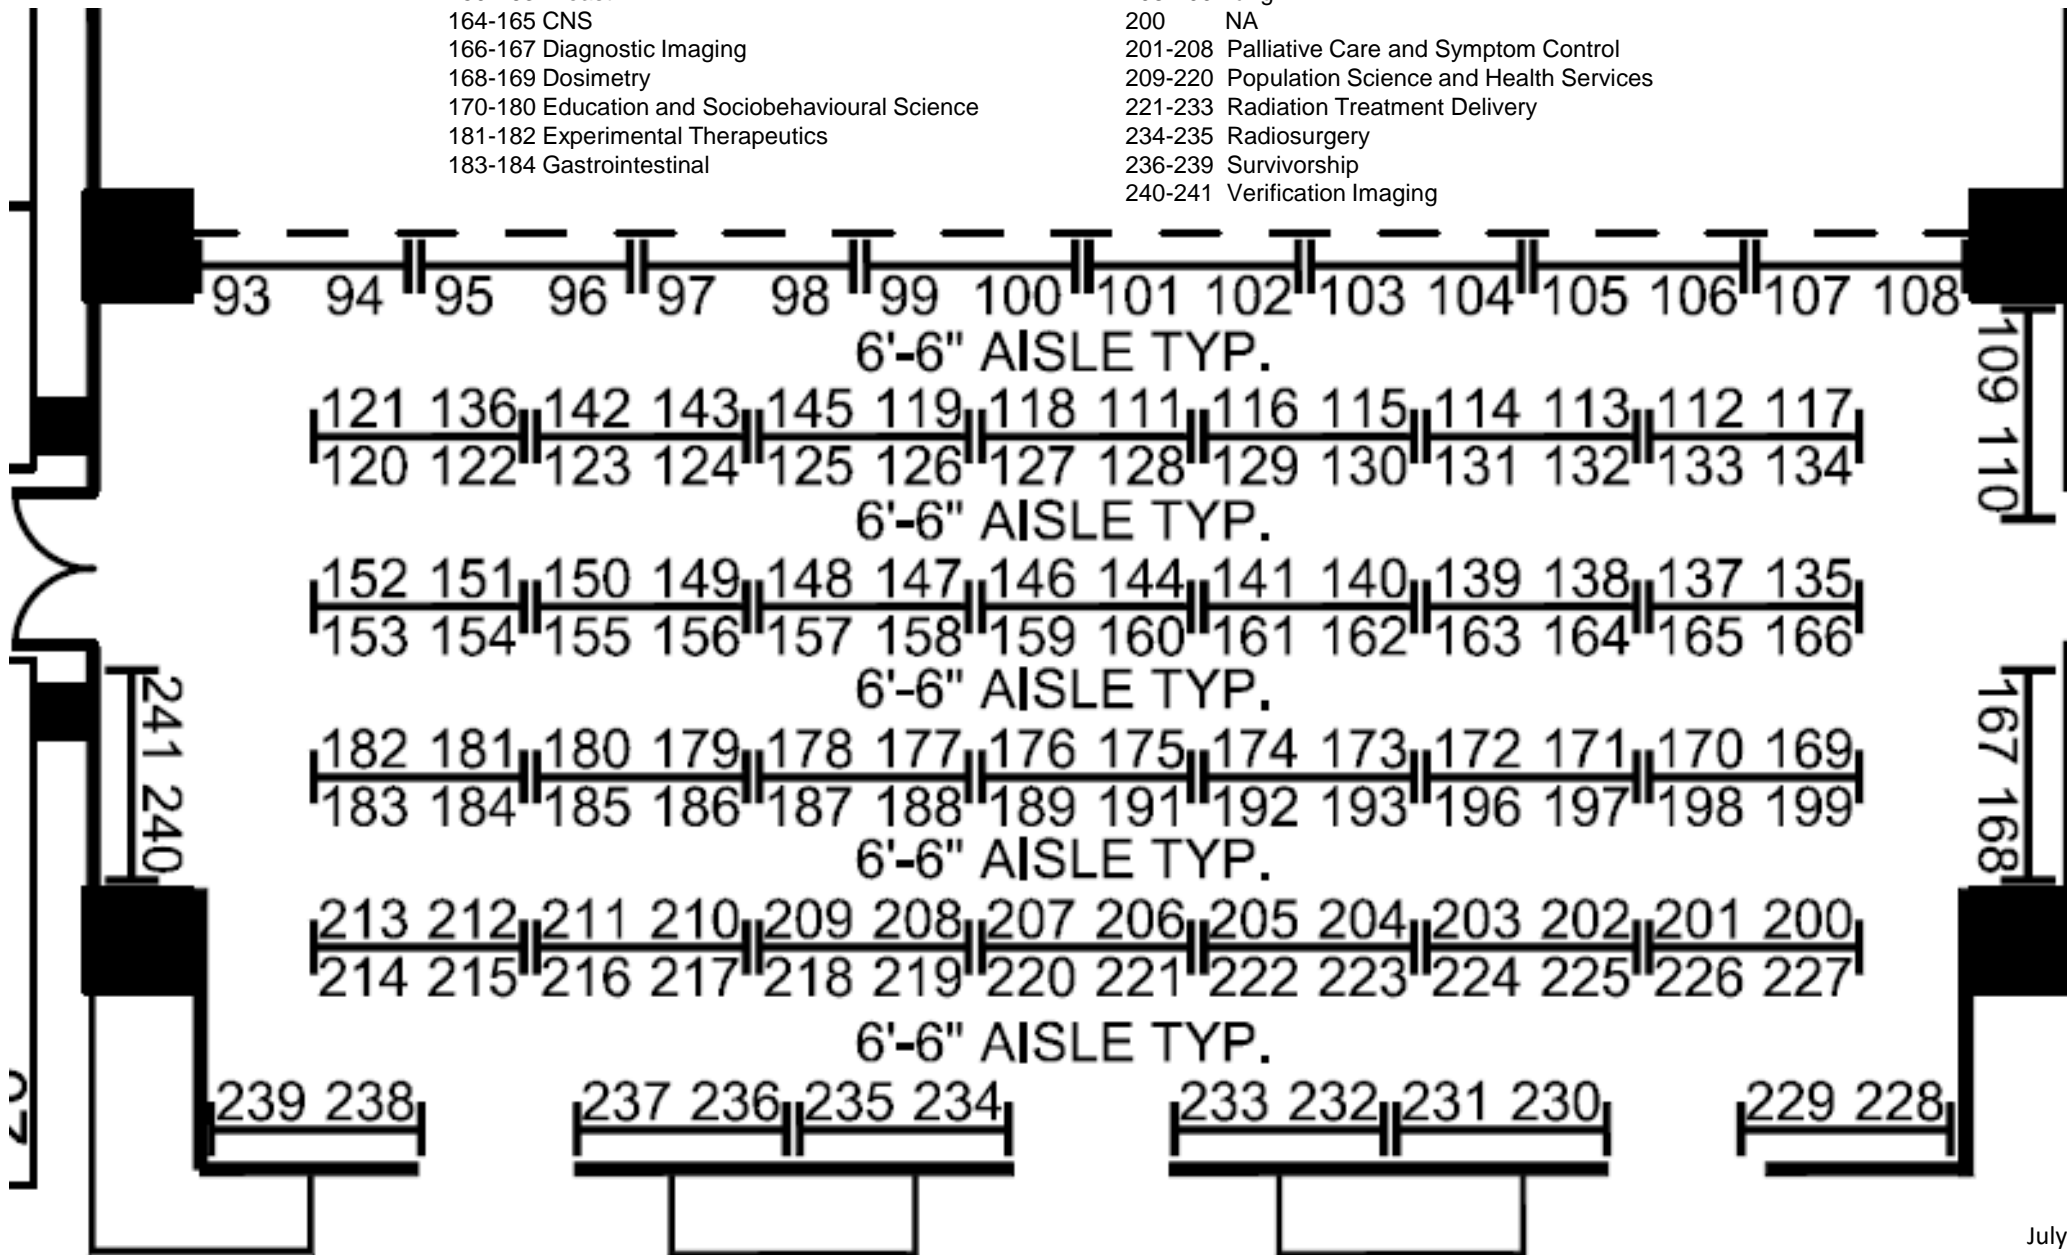 164-165 CNS
166-167 Diagnostic Imaging
168-169 Dosimetry
170-180 Education and Sociobehavioural Science
181-182 Experimental Therapeutics
183-184 Gastrointestinal
200 NA
201-208 Palliative Care and Symptom Control
209-220 Population Science and Health Services
221-233 Radiation Treatment Delivery
234-235 Radiosurgery
236-239 Survivorship
240-241 Verification Imaging
93 94 95 96 97 98 99 100 101 102 103 104 105 106 107 108
6'-6" AISLE TYP.
109 110
121 136 142 143 145 119 118 111 116 115 114 113 112 117
120 122 123 124 125 126 127 128 129 130 131 132 133 134
6'-6" AISLE TYP.
152 151 150 149 148 147 146 144 141 140 139 138 137 135
153 154 155 156 157 158 159 160 161 162 163 164 165 166
6'-6" AISLE TYP.
241 240
167 168
182 181 180 179 178 177 176 175 174 173 172 171 170 169
183 184 185 186 187 188 189 191 192 193 196 197 198 199
6'-6" AISLE TYP.
213 212 211 210 209 208 207 206 205 204 203 202 201 200
214 215 216 217 218 219 220 221 222 223 224 225 226 227
6'-6" AISLE TYP.
239 238 237 236 235 234 233 232 231 230 229 228
July